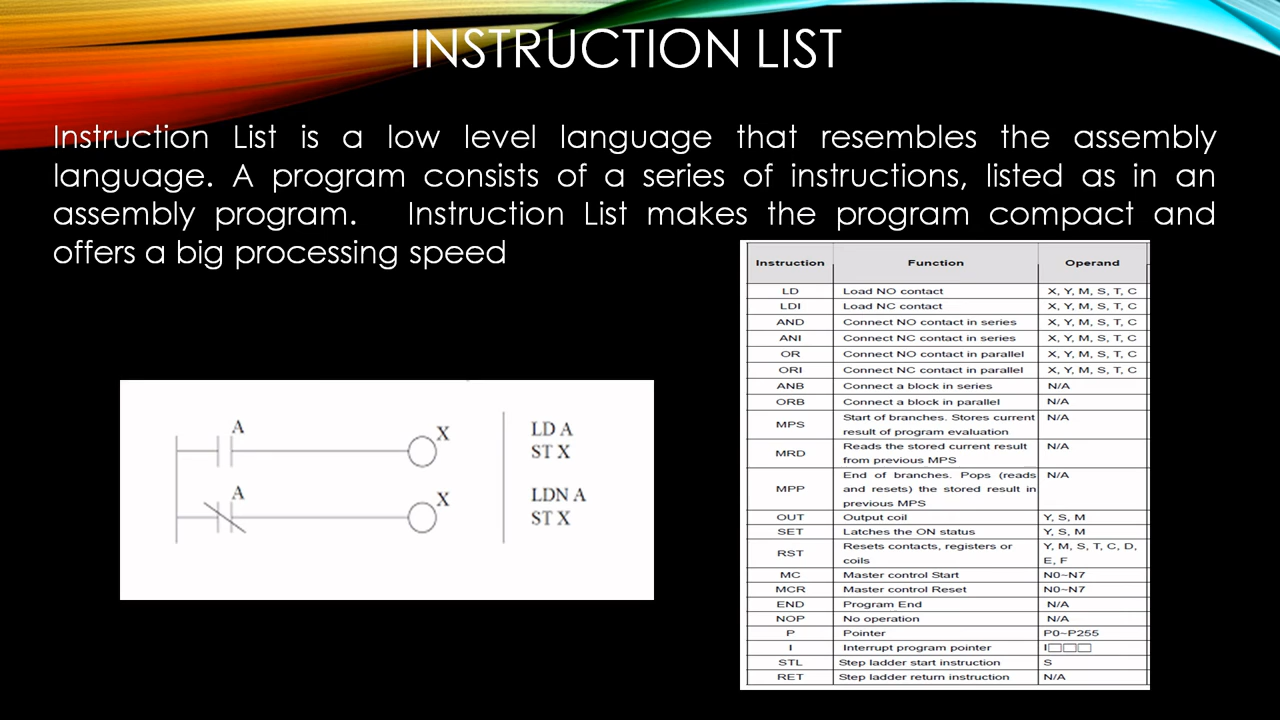 INSTRUCTION LIST
Instruction List is a low level language that resembles the assembly
language. A program consists of a series of instructions, listed as in an
assembly program. Instruction List makes the program compact and
offers a big processing speed
A
X
LD A
ST X
A
X
LDN A
ST X
Instruction Function Operand
LD Load NO contact X, Y, M, S, T, C
LDI Load NC contact X, Y, M, S, T, C
AND Connect NO contact in series X, Y, M, S, T, C
ANI Connect NC contact in series X, Y, M, S, T, C
OR Connect NO contact in parallel X, Y, M, S, T, C
ORI Connect NC contact in parallel X, Y, M, S, T, C
ANB Connect a block in series N/A
ORB Connect a block in parallel N/A
MPS Start of branches. Stores current N/A
result of program evaluation
MRD Reads the stored current result N/A
from previous MPS
MPP End of branches. Pops (reads N/A
and resets) the stored result in
previous MPS
OUT Output coil Y, S, M
SET Latches the ON status Y, S, M
RST Resets contacts, registers or Y, M, S, T, C, D,
coils E, F
MC Master control Start N0~N7
MCR Master control Reset N0~N7
END Program End N/A
NOP No operation N/A
P Pointer P0~P255
I Interrupt program pointer I□□□
STL Step ladder start instruction S
RET Step ladder return instruction N/A